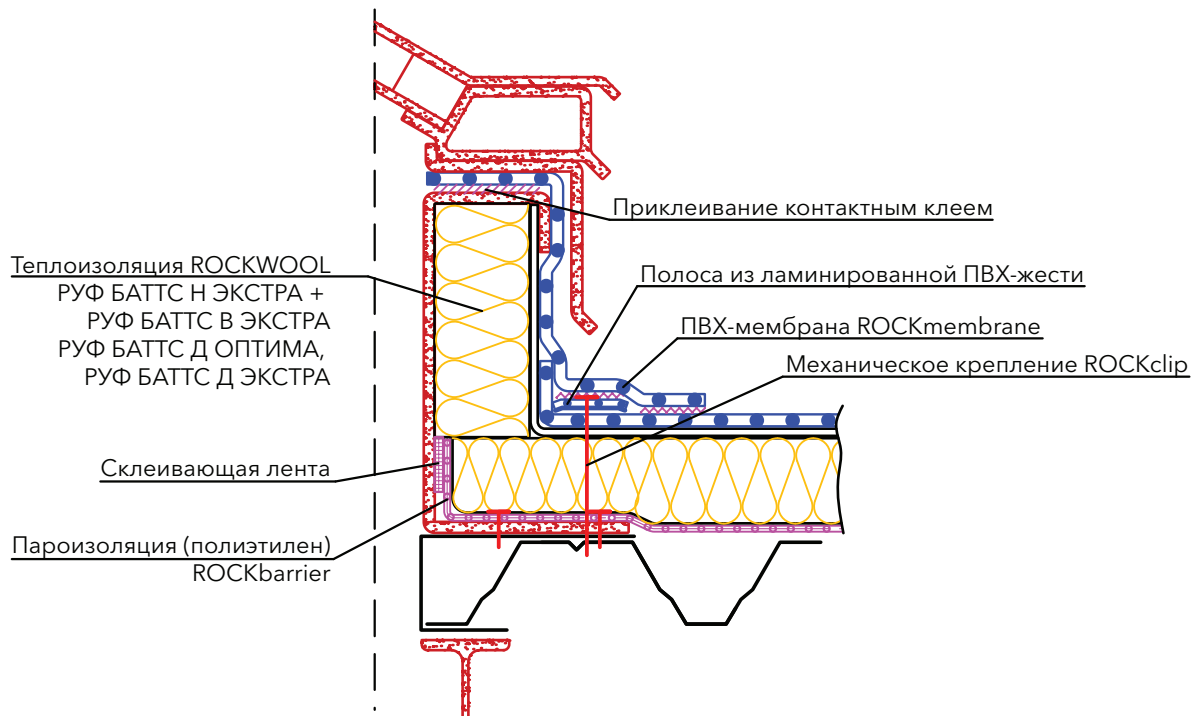 Приклеивание контактным клеем
Теплоизоляция ROCKWOOL
РУФ БАТТС Н ЭКСТРА +
РУФ БАТТС В ЭКСТРА
РУФ БАТТС Д ОПТИМА,
РУФ БАТТС Д ЭКСТРА
Полоса из ламинированной ПВХ-жести
ПВХ-мембрана ROCKmembrane
Механическое крепление ROCKclip
Склеивающая лента
Пароизоляция (полиэтилен)
ROCKbarrier